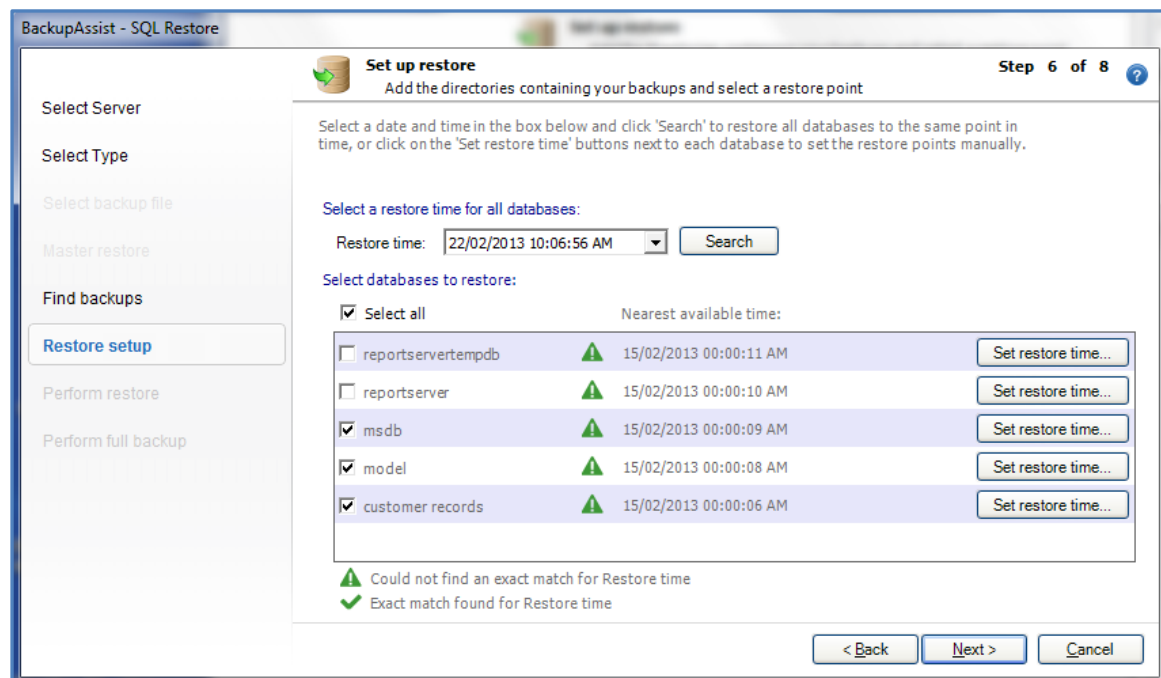 BackupAssist - SQL Restore
Set up restore
Step 6 of 8
Add the directories containing your backups and select a restore point
?
Select Server
Select Type
Select backup file
Master restore
Find backups
Restore setup
Perform restore
Perform full backup
Select a date and time in the box below and click 'Search' to restore all databases to the same point in
time, or click on the 'Set restore time' buttons next to each database to set the restore points manually.
Select a restore time for all databases:
Restore time: 22/02/2013 10:06:56 AM Search
Select databases to restore:
Select all Nearest available time:
reportservertempdb 15/02/2013 00:00:11 AM Set restore time...
reportserver 15/02/2013 00:00:10 AM Set restore time...
msdb 15/02/2013 00:00:09 AM Set restore time...
model 15/02/2013 00:00:08 AM Set restore time...
customer records 15/02/2013 00:00:06 AM Set restore time...
Could not find an exact match for Restore time
Exact match found for Restore time
< Back Next > Cancel